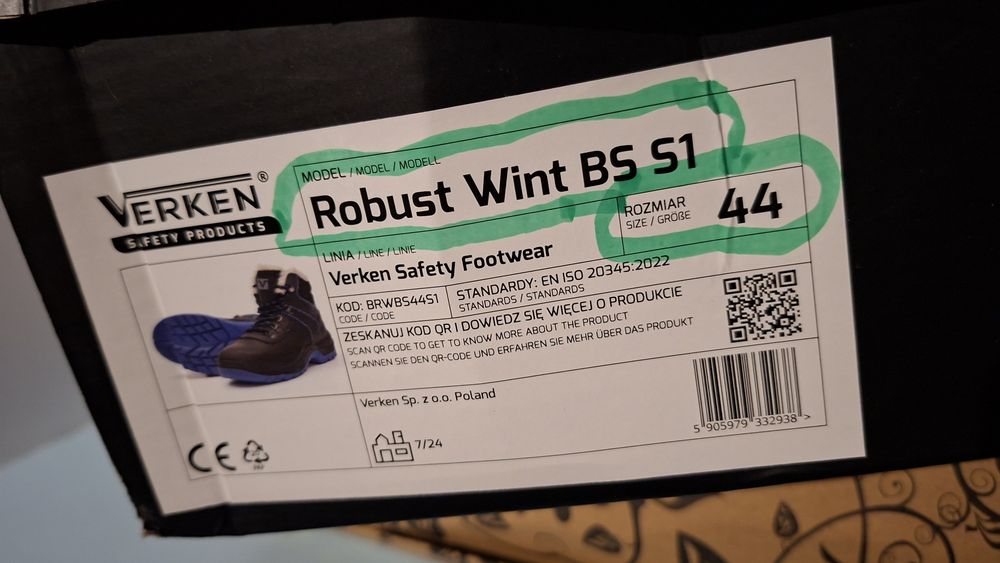 VERKEN®
SAFETY PRODUCTS
MODEL / MODEL / MODELL
Robust Wint BS S1
ROZMIAR
SIZE / GRÖßE
44
LINIA / LINE / LINIE
Verken Safety Footwear
KOD: BRWBS44S1
CODE / CODE
STANDARDY: EN ISO 20345:2022
STANDARDS / STANDARDS
ZESKANUJ KOD QR I DOWIEDZ SIĘ WIĘCEJ O PRODUKCIE
SCAN QR CODE TO GET TO KNOW MORE ABOUT THE PRODUCT
SCANNEN SIE DEN QR-CODE UND ERFAHREN SIE MEHR ÜBER DAS PRODUKT
Verken Sp. z o.o. Poland
CE
7/24
5 905979 332938 >